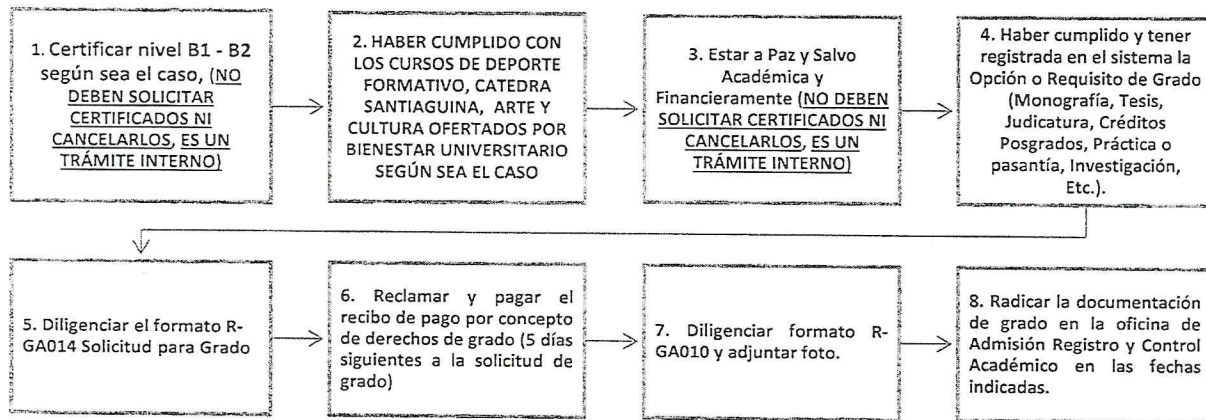 1. Certificar nivel B1 - B2
según sea el caso, (NO
DEBEN SOLICITAR
CERTIFICADOS NI
CANCELARLOS, ES UN
TRÁMITE INTERNO)
2. HABER CUMPLIDO CON
LOS CURSOS DE DEPORTE
FORMATIVO, CATEDRA
SANTIAGUINA, ARTE Y
CULTURA OFERTADOS POR
BIENESTAR UNIVERSITARIO
SEGÚN SEA EL CASO
3. Estar a Paz y Salvo
Académica y
Financieramente (NO DEBEN
SOLICITAR CERTIFICADOS NI
CANCELARLOS, ES UN
TRÁMITE INTERNO)
4. Haber cumplido y tener
registrada en el sistema la
Opción o Requisito de Grado
(Monografía, Tesis,
Judicatura, Créditos
Posgrados, Práctica o
pasantía, Investigación,
Etc.).
5. Diligenciar el formato R-
GA014 Solicitud para Grado
6. Reclamar y pagar el
recibo de pago por concepto
de derechos de grado (5 días
siguientes a la solicitud de
grado)
7. Diligenciar formato R-
GA010 y adjuntar foto.
8. Radicar la documentación
de grado en la oficina de
Admisión Registro y Control
Académico en las fechas
indicadas.